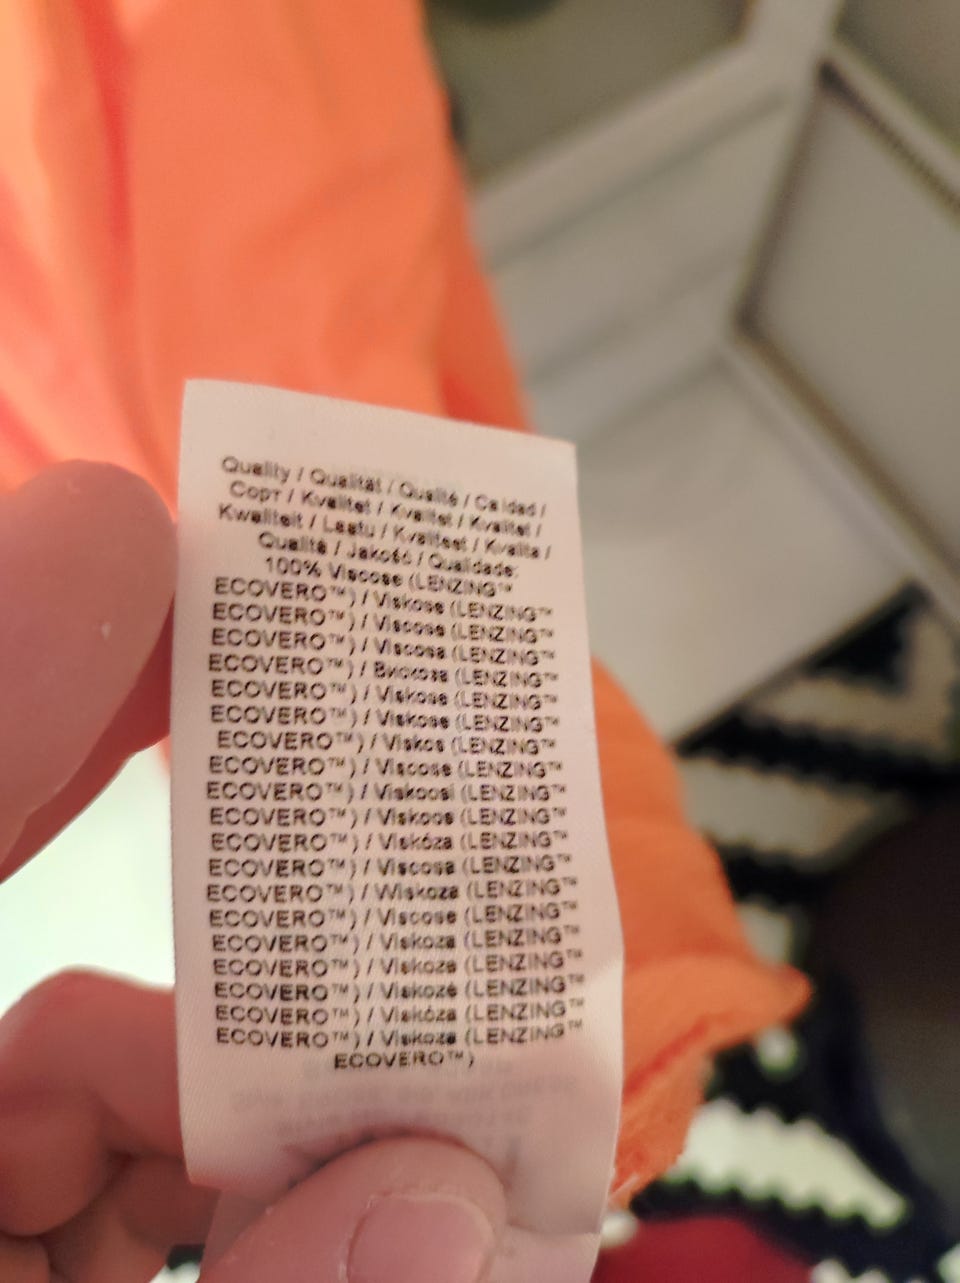 Quality / Qualität / Qualité / Calidad /
Сорт / Kvalitet / Kvalitet / Kvalitet /
Kwaliteit / Laatu / Kvaliteet / Kvalita /
Qualità / Jakość / Qualidade:
100% Viscose (LENZING™
ECOVERO™) / Viskose (LENZING™
ECOVERO™) / Viscose (LENZING™
ECOVERO™) / Viscosa (LENZING™
ECOVERO™) / Вискоза (LENZING™
ECOVERO™) / Viskose (LENZING™
ECOVERO™) / Viskose (LENZING™
ECOVERO™) / Viskos (LENZING™
ECOVERO™) / Viscose (LENZING™
ECOVERO™) / Viskoosi (LENZING™
ECOVERO™) / Viskoos (LENZING™
ECOVERO™) / Viskóza (LENZING™
ECOVERO™) / Viscosa (LENZING™
ECOVERO™) / Wiskoza (LENZING™
ECOVERO™) / Viscose (LENZING™
ECOVERO™) / Viskoza (LENZING™
ECOVERO™) / Viskoze (LENZING™
ECOVERO™) / Viskozė (LENZING™
ECOVERO™) / Viskóza (LENZING™
ECOVERO™) / Viskoza (LENZING™
ECOVERO™)